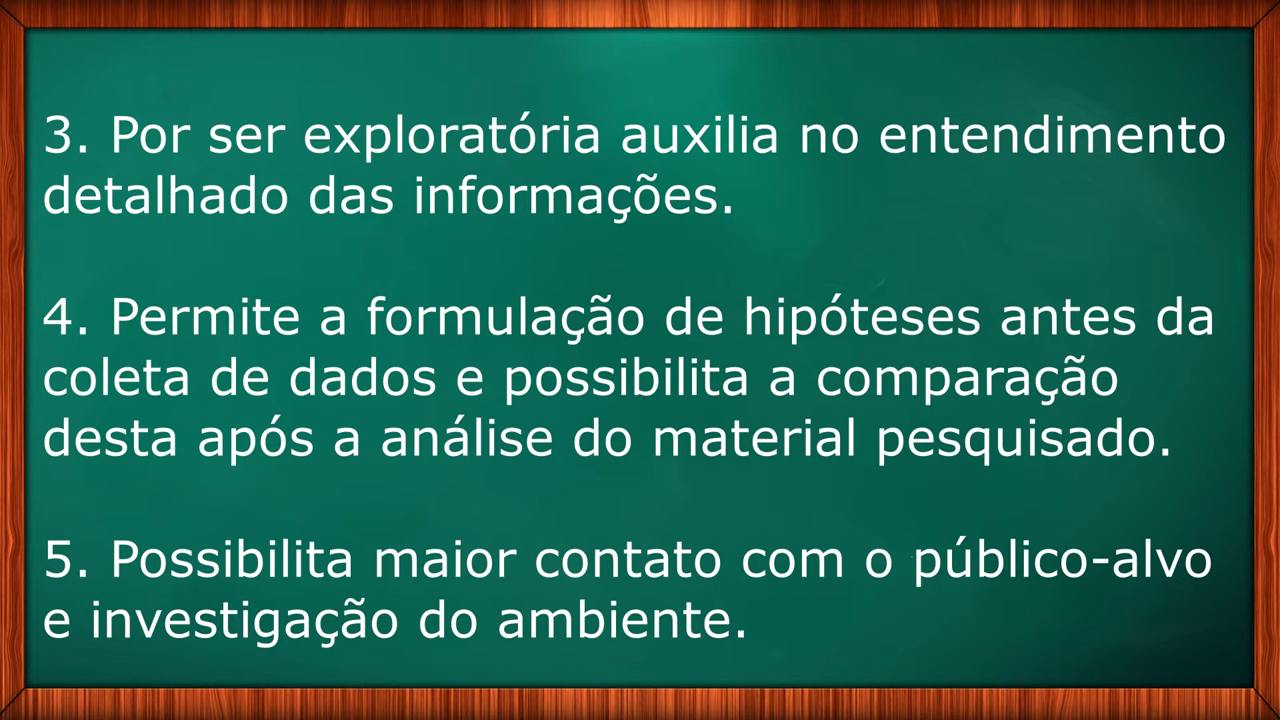 3. Por ser exploratória auxilia no entendimento
detalhado das informações.
4. Permite a formulação de hipóteses antes da
coleta de dados e possibilita a comparação
desta após a análise do material pesquisado.
5. Possibilita maior contato com o público-alvo
e investigação do ambiente.